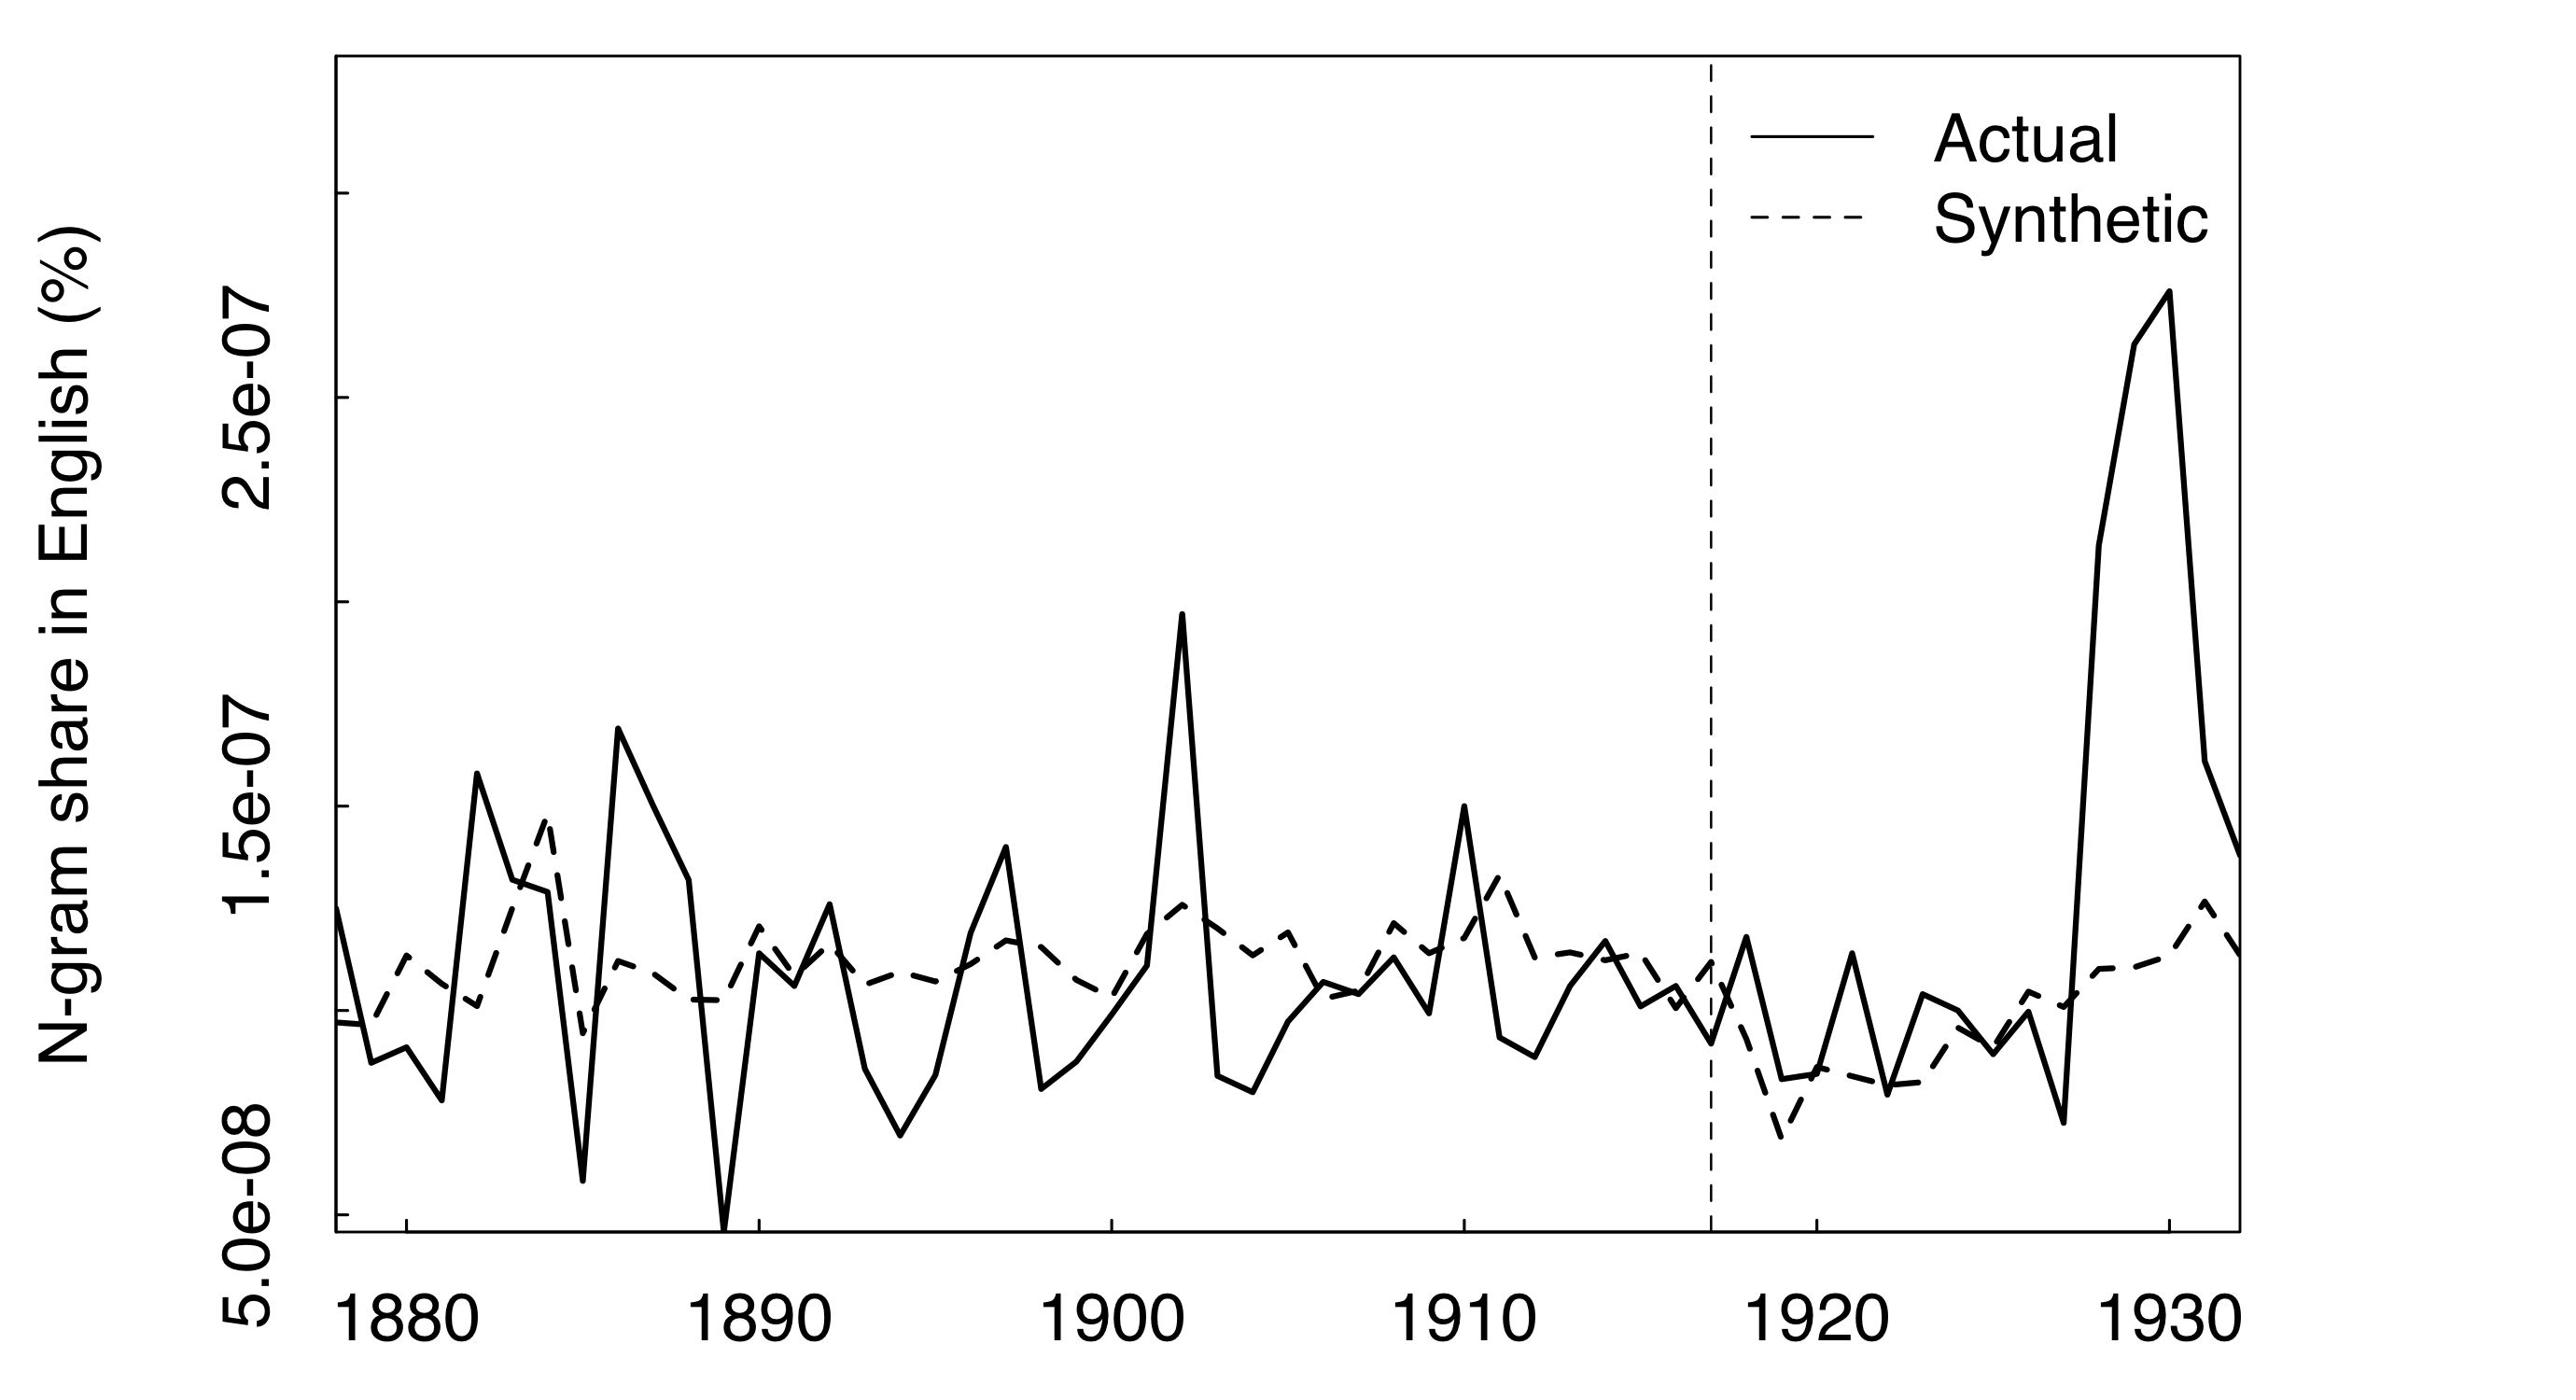 N-gram share in English (%)
2.5e-07
1.5e-07
5.0e-08
Actual
Synthetic
1880 1890 1900 1910 1920 1930